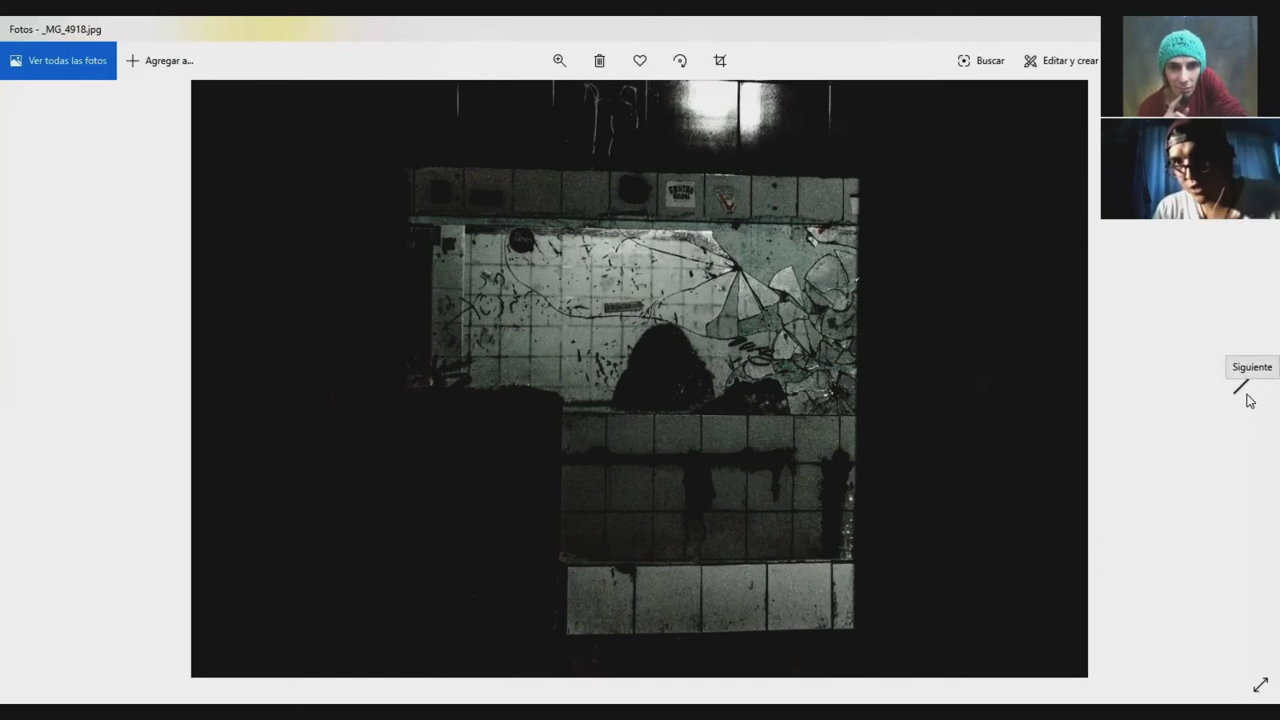 Fotos - _MG_4918.jpg
Ver todas las fotos
Agregar a...
Buscar
Editar y crear
Siguiente